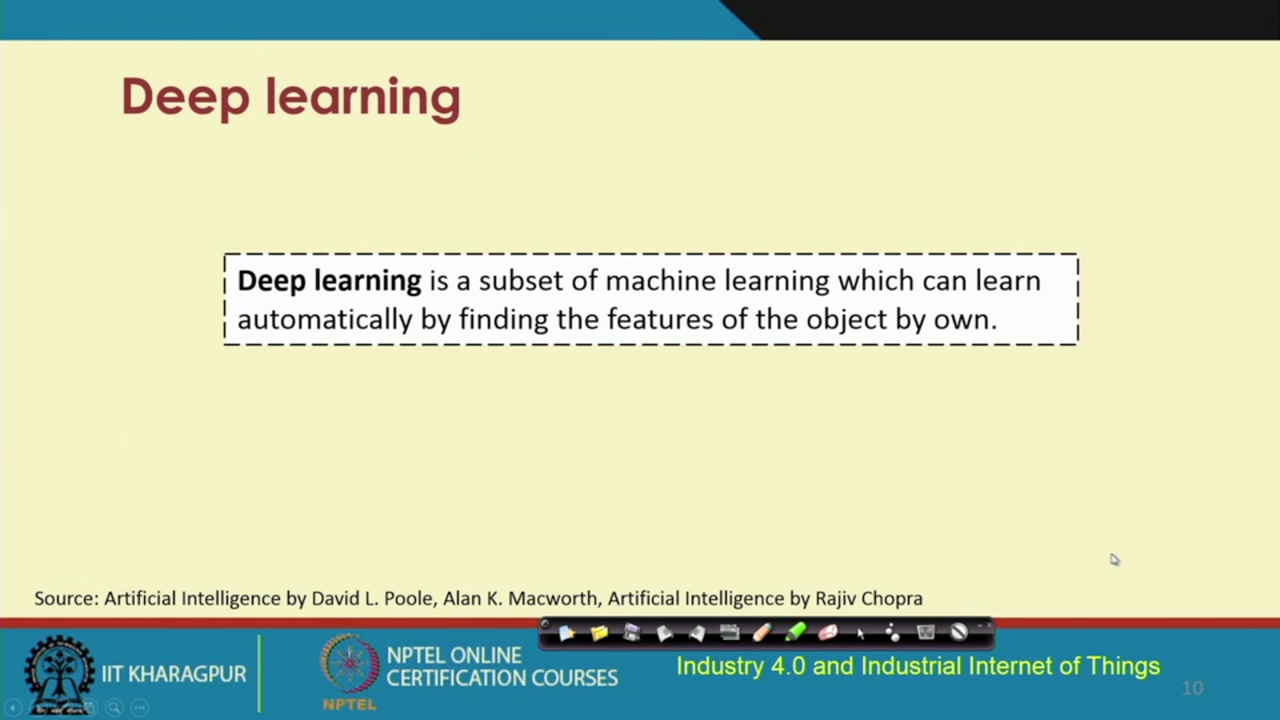 Deep learning
Deep learning is a subset of machine learning which can learn
automatically by finding the features of the object by own.
Source: Artificial Intelligence by David L. Poole, Alan K. Macworth, Artificial Intelligence by Rajiv Chopra
IIT KHARAGPUR
NPTEL
NPTEL ONLINE
CERTIFICATION COURSES
Industry 4.0 and Industrial Internet of Things
10